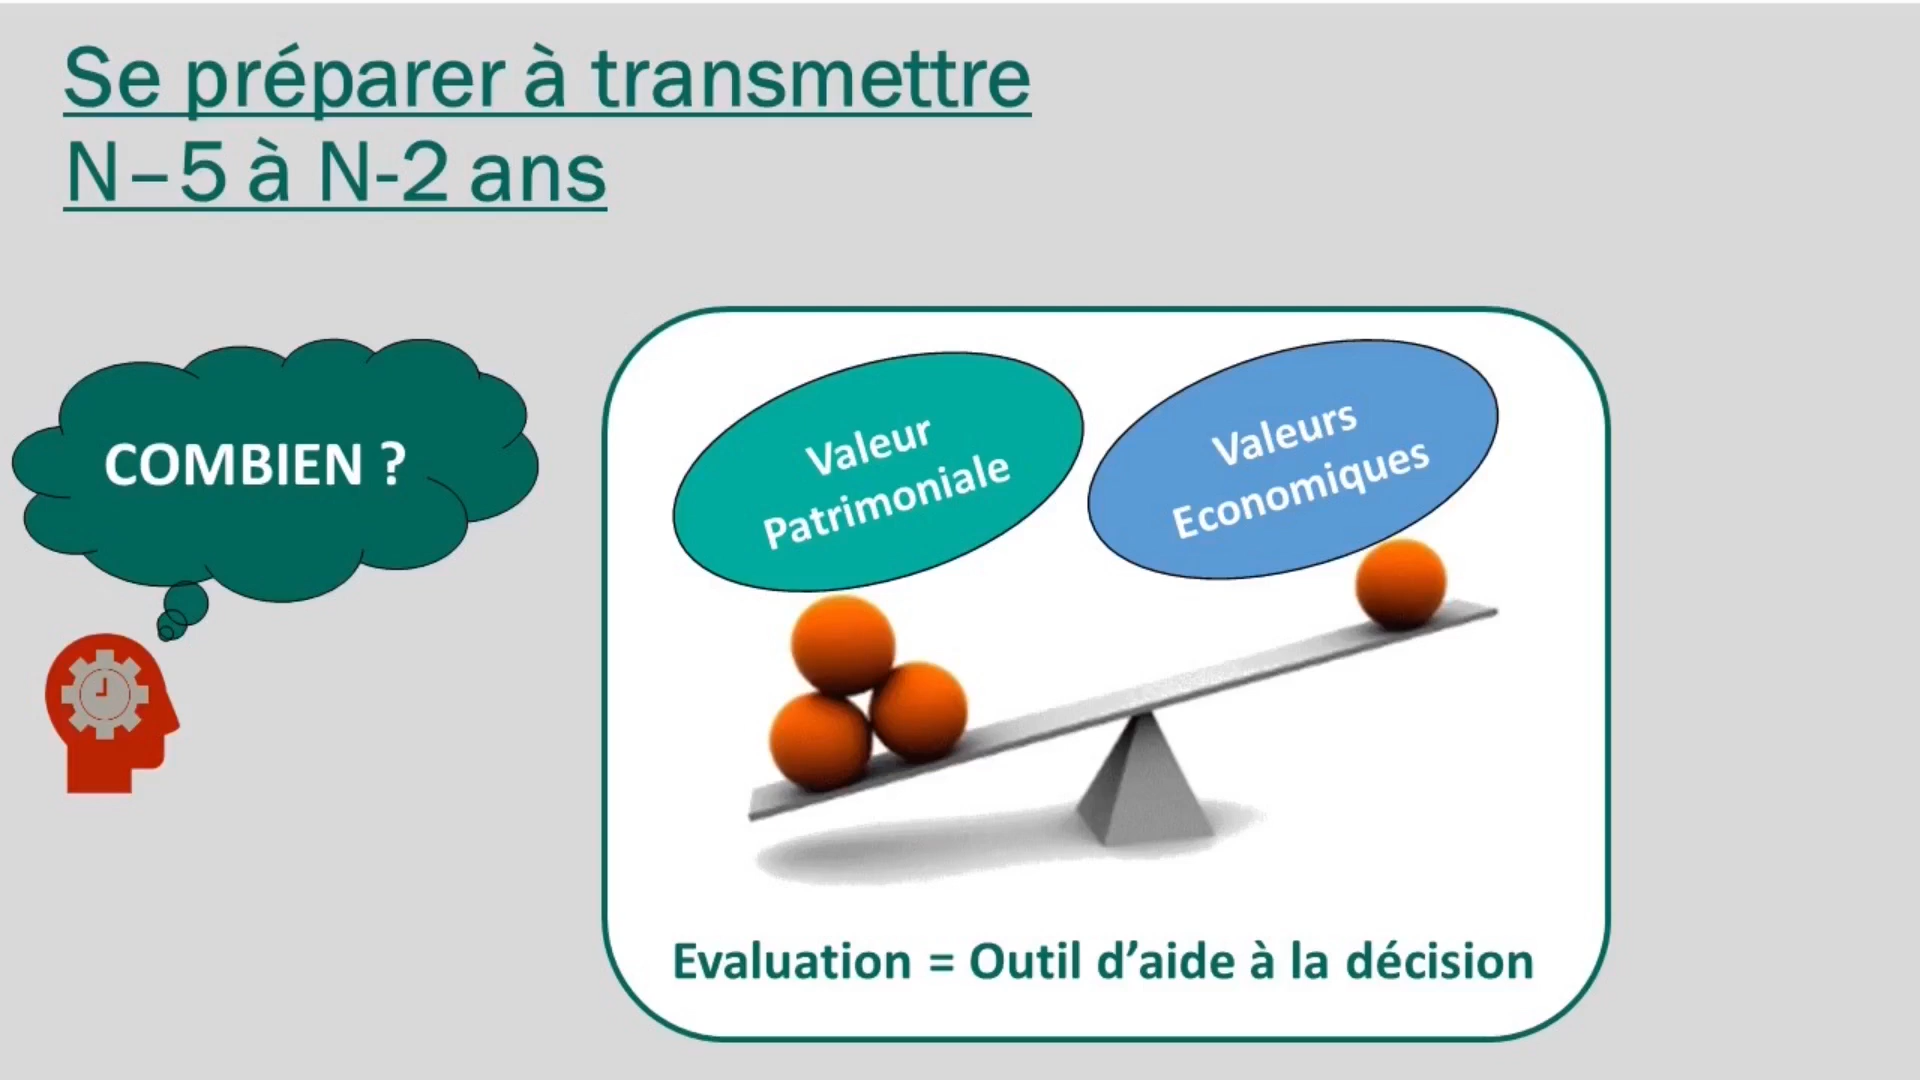 Se préparer à transmettre
N–5 à N-2 ans
COMBIEN ?
Valeur
Patrimoniale
Valeurs
Economiques
Evaluation = Outil d’aide à la décision